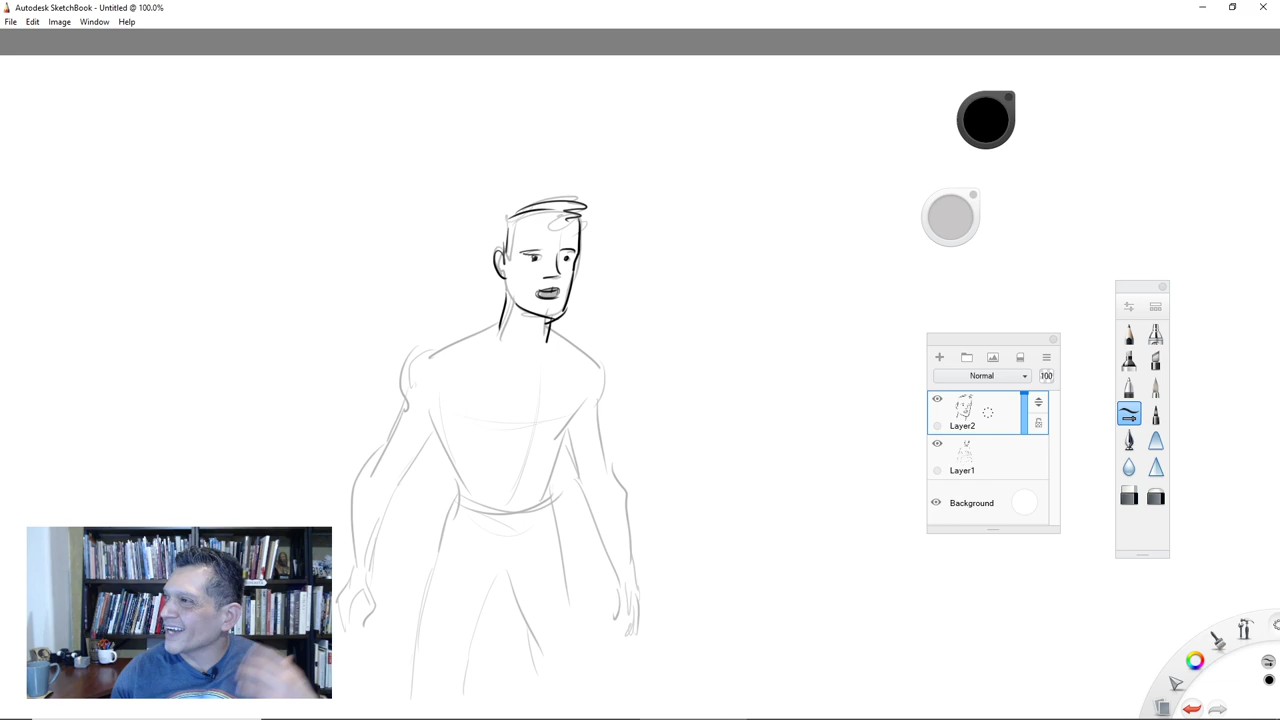 Autodesk SketchBook - Untitled @ 100.0%
File Edit Image Window Help
Normal 100
Layer2
Layer1
Background